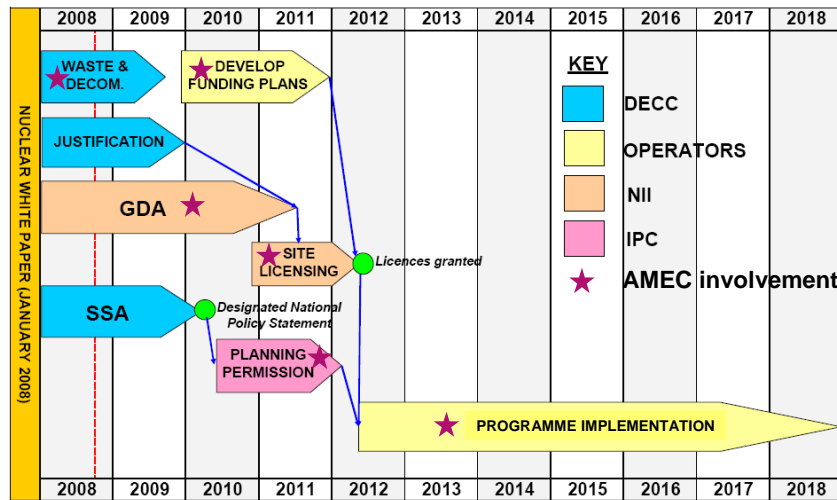 2008 2009 2010 2011 2012 2013 2014 2015 2016 2017 2018
NUCLEAR WHITE PAPER (JANUARY 2008)
WASTE &
DECOM.
DEVELOP
FUNDING PLANS
JUSTIFICATION
GDA
SITE
LICENSING
Licences granted
SSA
Designated National
Policy Statement
PLANNING
PERMISSION
PROGRAMME IMPLEMENTATION
KEY
DECC
OPERATORS
NII
IPC
AMEC involvement
2008 2009 2010 2011 2012 2013 2014 2015 2016 2017 2018